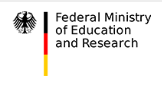 Federal Ministry
of Education
and Research